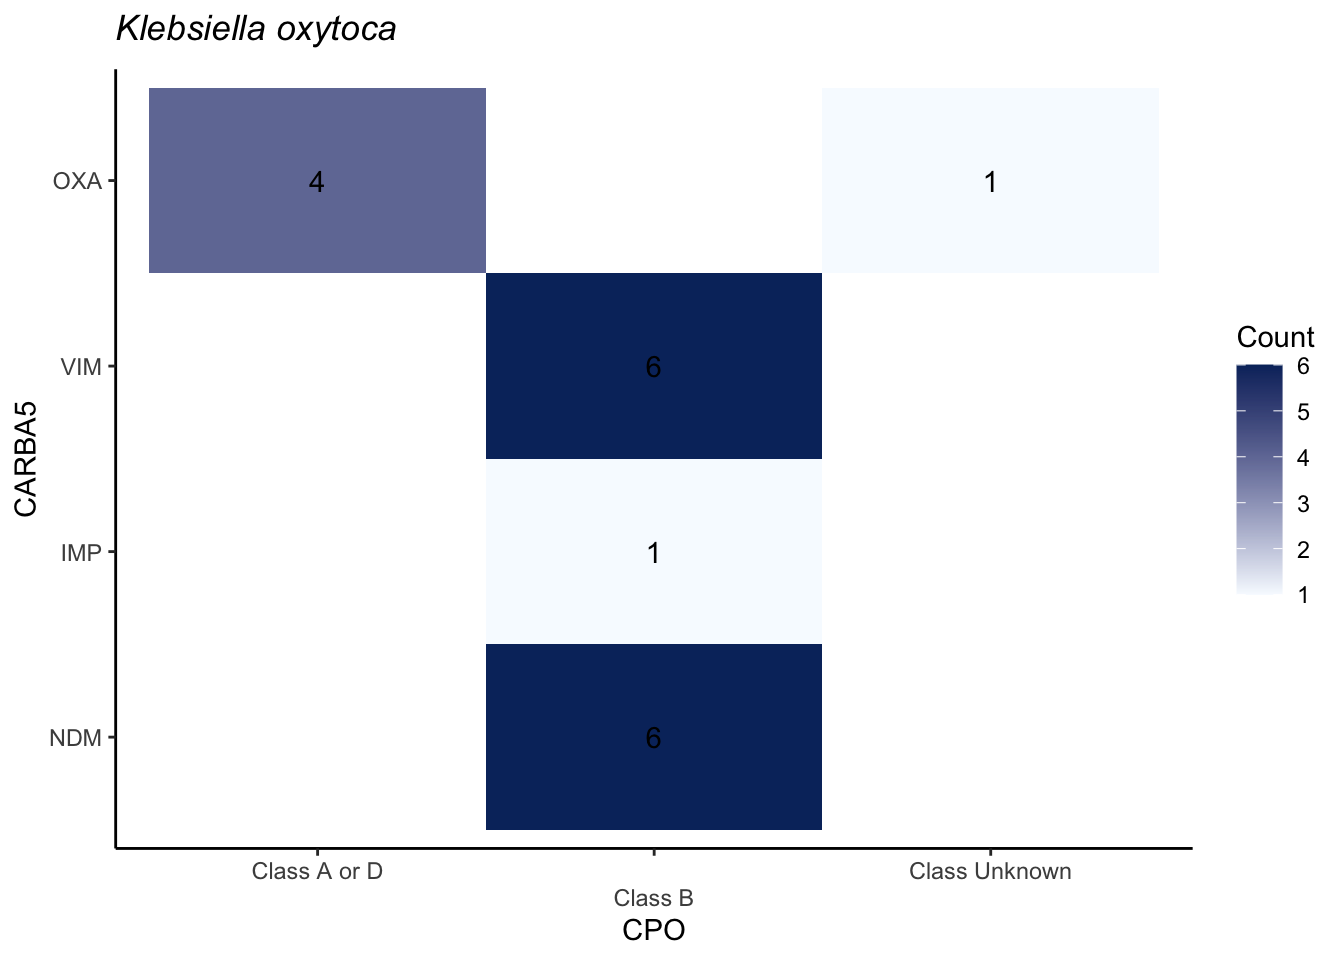 Klebsiella oxytoca
OXA
4
1
VIM
6
IMP
1
NDM
6
CARBA5
Class A or D
Class B
Class Unknown
CPO
Count
6
5
4
3
2
1